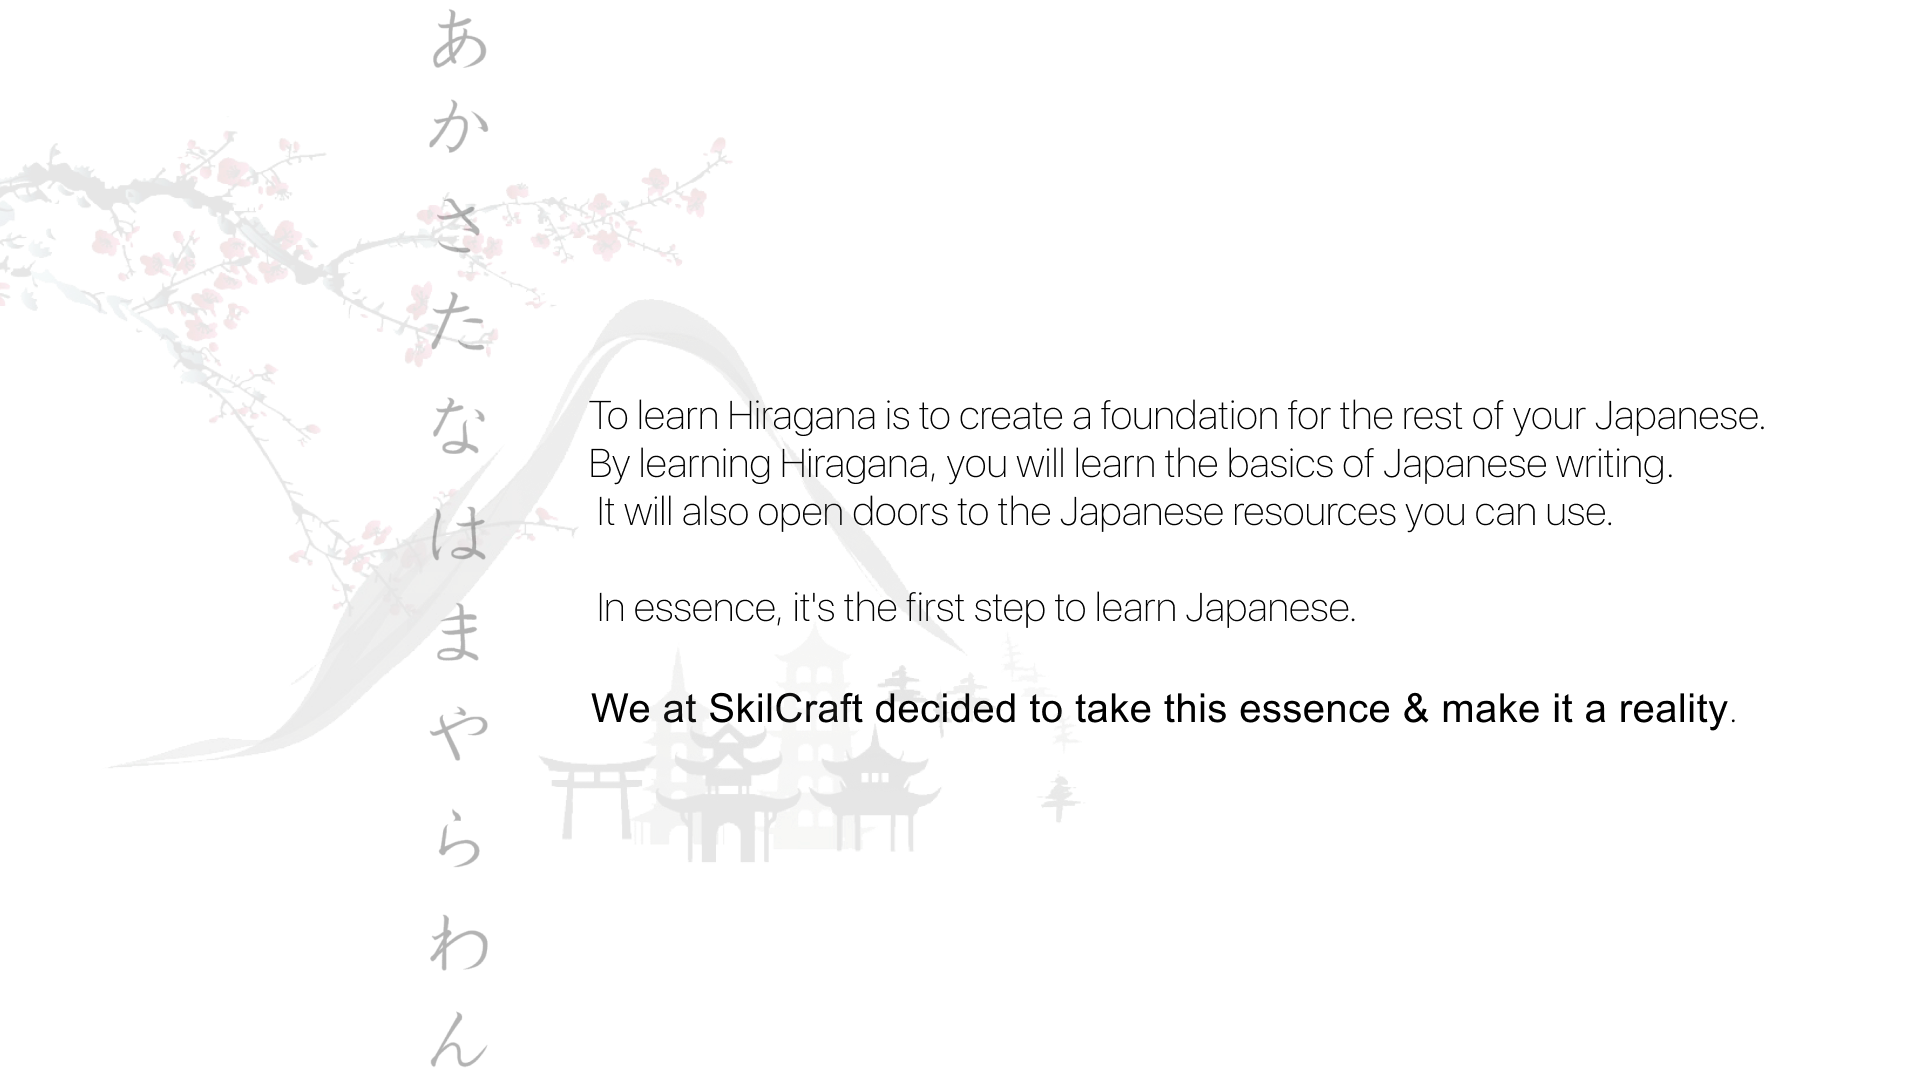 あ
か
さ
た
な
は
ま
や
ら
わ
ん
To learn Hiragana is to create a foundation for the rest of your Japanese.
By learning Hiragana, you will learn the basics of Japanese writing.
It will also open doors to the Japanese resources you can use.
In essence, it's the first step to learn Japanese.
We at SkilCraft decided to take this essence & make it a reality.